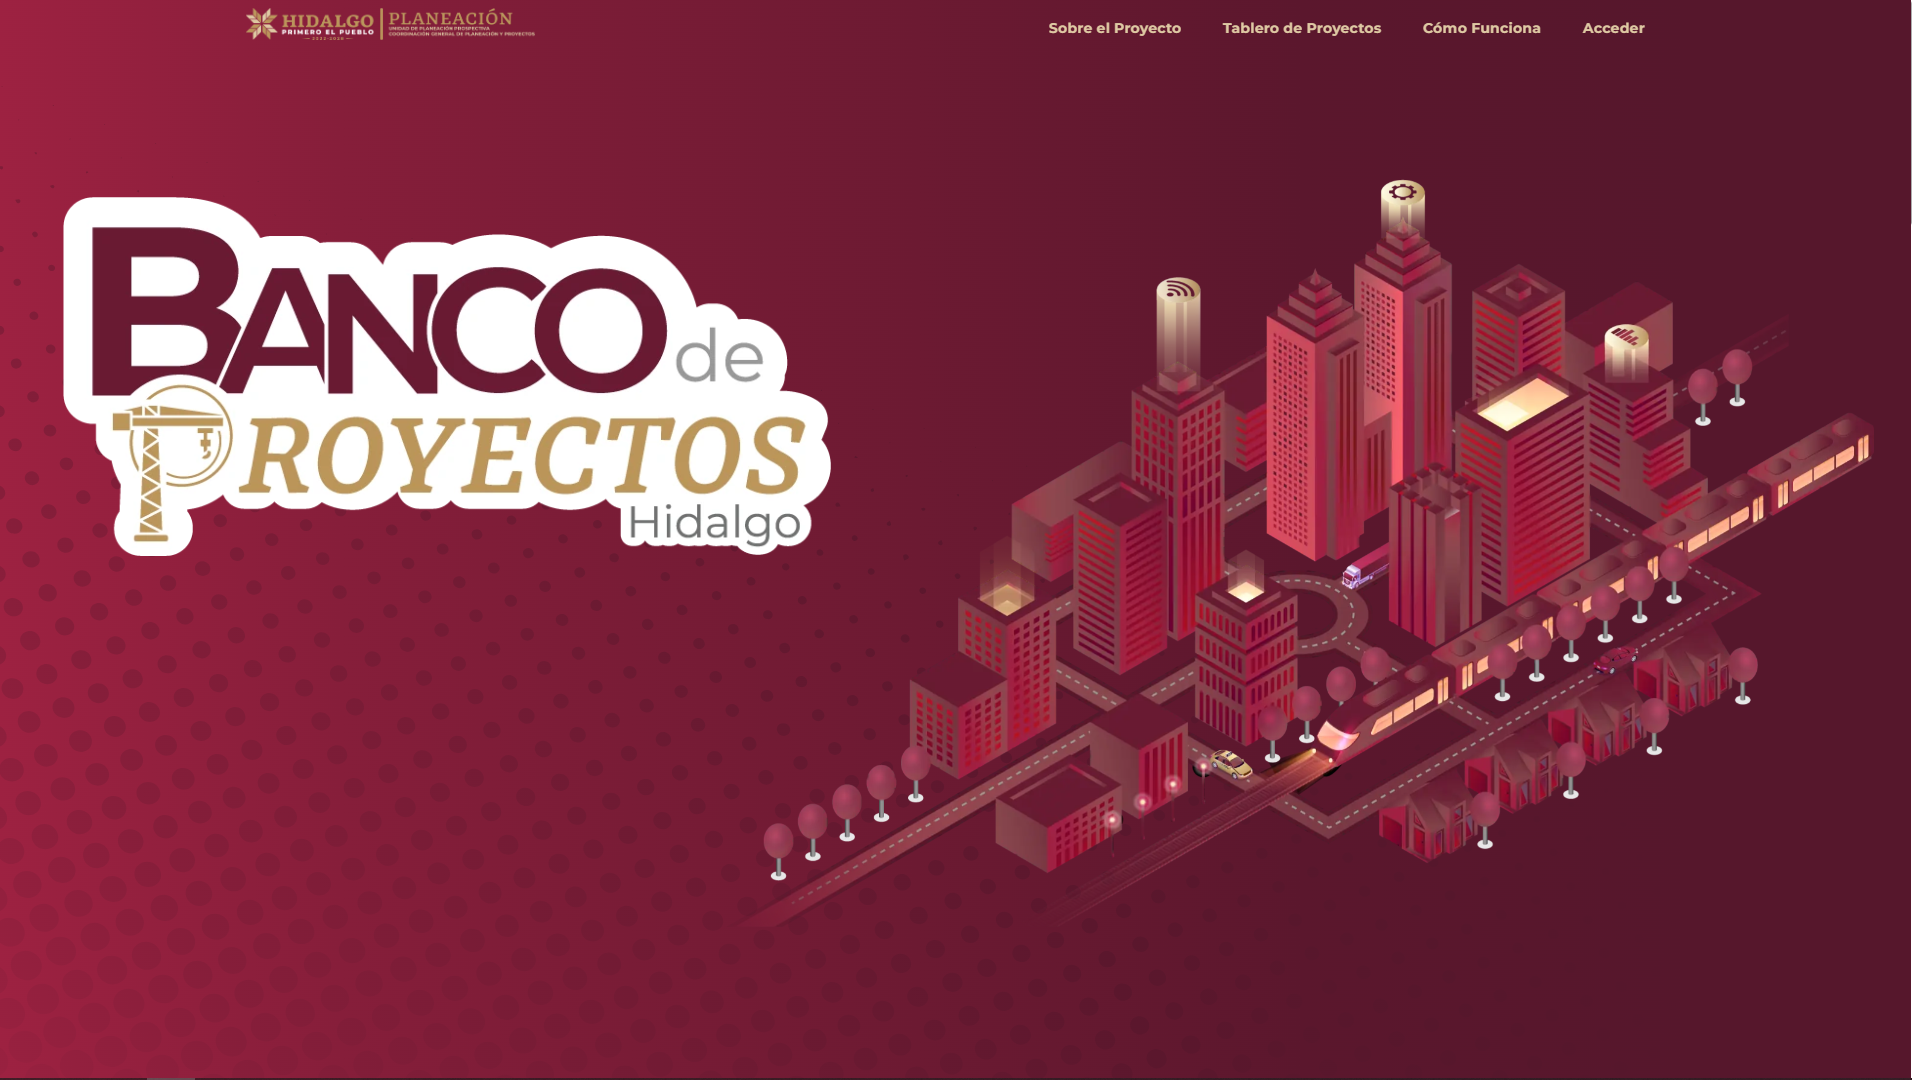 HIDALGO
PRIMERO EL PUEBLO
2022-2028
PLANEACIÓN
UNIDAD DE PLANEACIÓN PROSPECTIVA
COORDINACIÓN GENERAL DE PLANEACIÓN Y PROYECTOS
Sobre el Proyecto
Tablero de Proyectos
Cómo Funciona
Acceder
BANCO de
PROYECTOS
Hidalgo